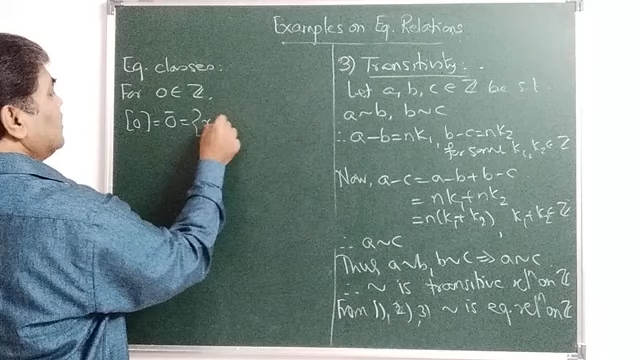 Examples on Eq. Relations
Eq. classes:
For 0 ∈ ℤ,
[0] = 0̅ = {x
3) Transitivity :
Let a, b, c ∈ ℤ be s.t.
a ~ b, b ~ c
∴ a − b = nk₁, b − c = nk₂
for some k₁, k₂ ∈ ℤ
Now, a − c = a − b + b − c
= nk₁ + nk₂
= n(k₁ + k₂), k₁ + k₂ ∈ ℤ
∴ a ~ c
Thus a ~ b, b ~ c ⇒ a ~ c
∴ ~ is transitive relⁿ on ℤ
From 1), 2), 3) ~ is eq. relⁿ on ℤ